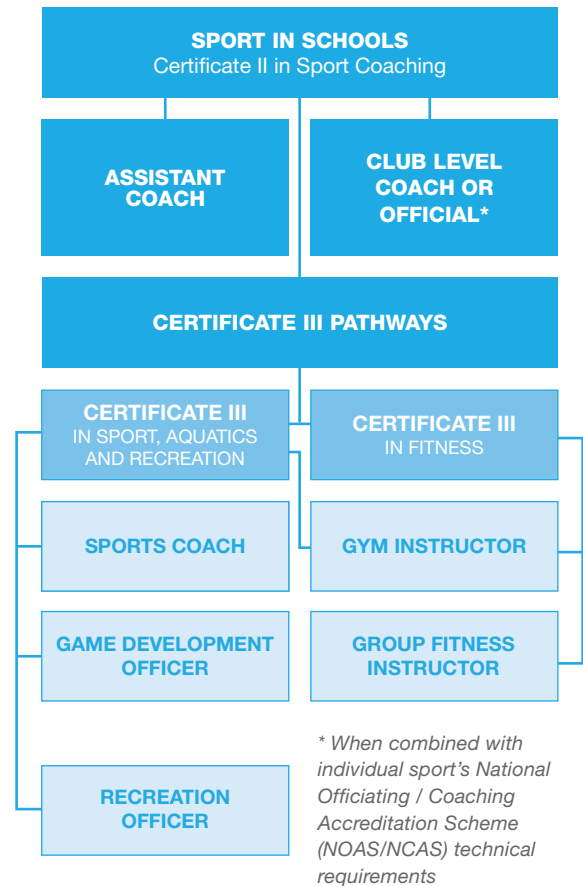 SPORT IN SCHOOLS
Certificate II in Sport Coaching
ASSISTANT
COACH
CLUB LEVEL
COACH OR
OFFICIAL*
CERTIFICATE III PATHWAYS
CERTIFICATE III
IN SPORT, AQUATICS
AND RECREATION
CERTIFICATE III
IN FITNESS
SPORTS COACH
GYM INSTRUCTOR
GAME DEVELOPMENT
OFFICER
GROUP FITNESS
INSTRUCTOR
RECREATION
OFFICER
* When combined with
individual sport's National
Officiating / Coaching
Accreditation Scheme
(NOAS/NCAS) technical
requirements